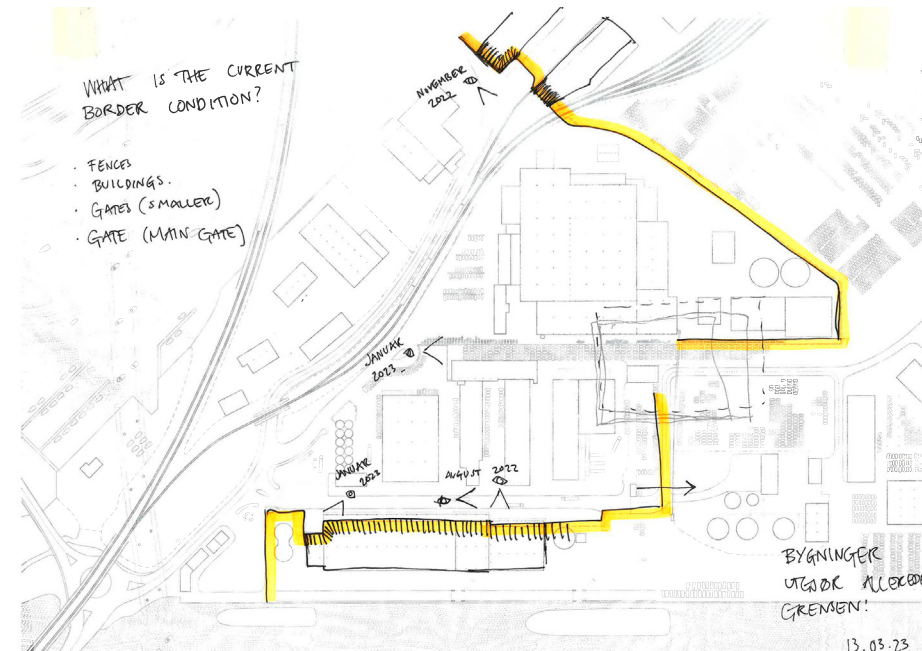 WHAT IS THE CURRENT
BORDER CONDITION?
· FENCES
· BUILDINGS.
· GATES (SMALLER)
· GATE (MAIN GATE)
NOVEMBER
2022
JANUAR
2023
JANUAR
2023
AUGUST 2022
BYGNINGER
UTGJØR ALLEREDE
GRENSEN!
13.03.23